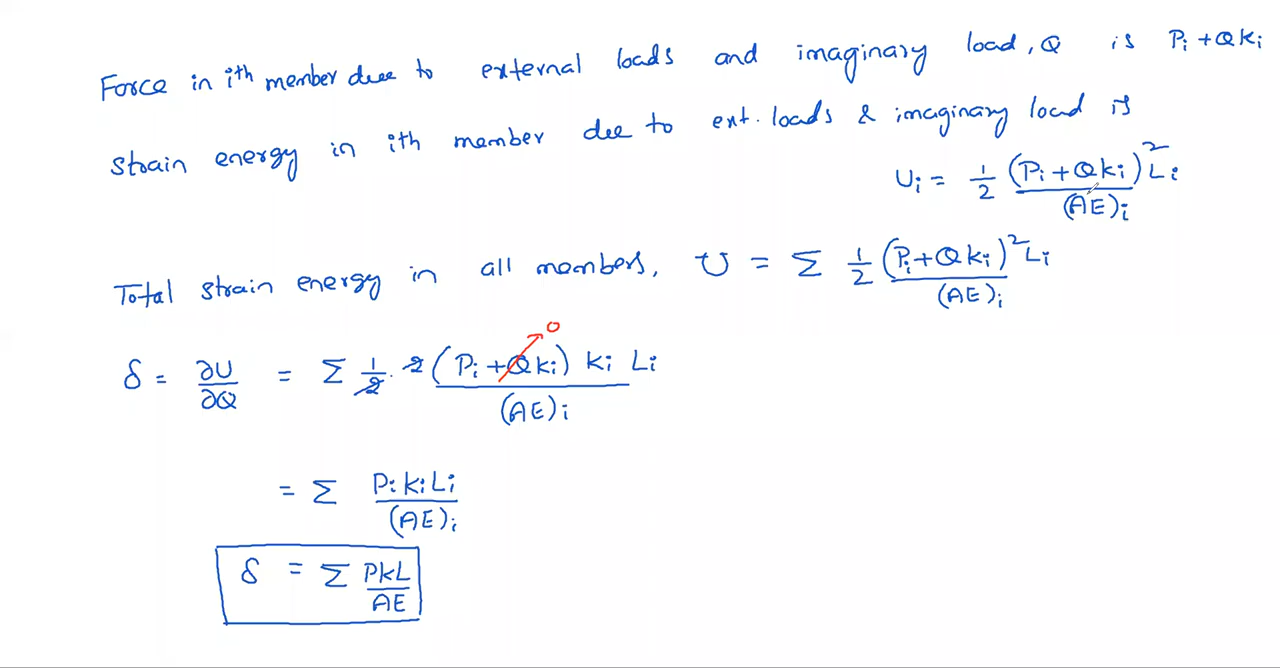 Force in ith member due to external loads and imaginary load, Q is Pi + Qki
strain energy in ith member due to ext. loads & imaginary load is
Ui = 1/2 (Pi + Qki)² Li / (AE)i
Total strain energy in all members, U = Σ 1/2 (Pi + Qki)² Li / (AE)i
δ = ∂U/∂Q = Σ 1/2 · 2 (Pi + Qki) ki Li / (AE)i
0
= Σ Pi ki Li / (AE)i
δ = Σ PkL / AE